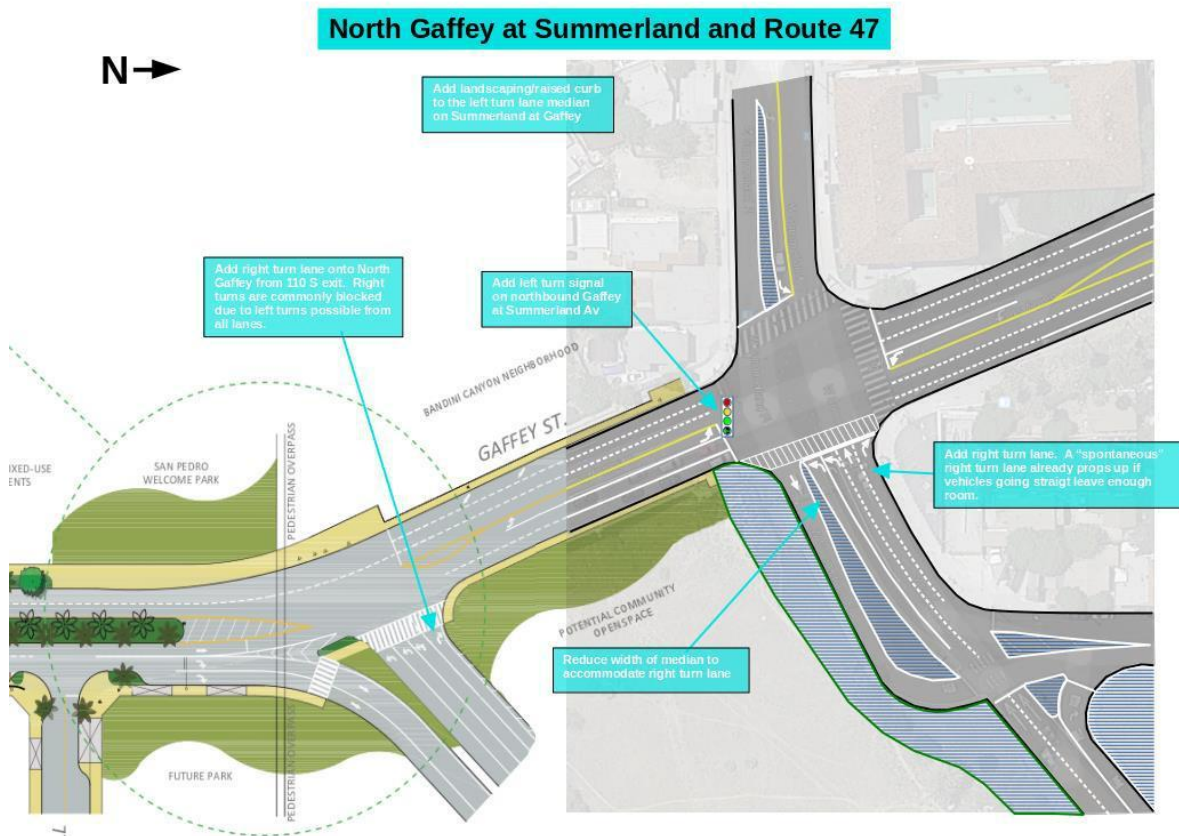 North Gaffey at Summerland and Route 47
N
Add landscaping/raised curb
to the left turn lane median
on Summerland at Gaffey
Add right turn lane onto North
Gaffey from 110 S exit. Right
turns are commonly blocked
due to left turns possible from
all lanes.
Add left turn signal
on northbound Gaffey
at Summerland Av
BANDINI CANYON NEIGHBORHOOD
GAFFEY ST.
IXED-USE
ENTS
SAN PEDRO
WELCOME PARK
PEDESTRIAN OVERPASS
Add right turn lane. A "spontaneous"
right turn lane already props up if
vehicles going straigt leave enough
room.
POTENTIAL COMMUNITY
OPENSPACE
Reduce width of median to
accommodate right turn lane
PEDESTRIAN OVERPASS
FUTURE PARK